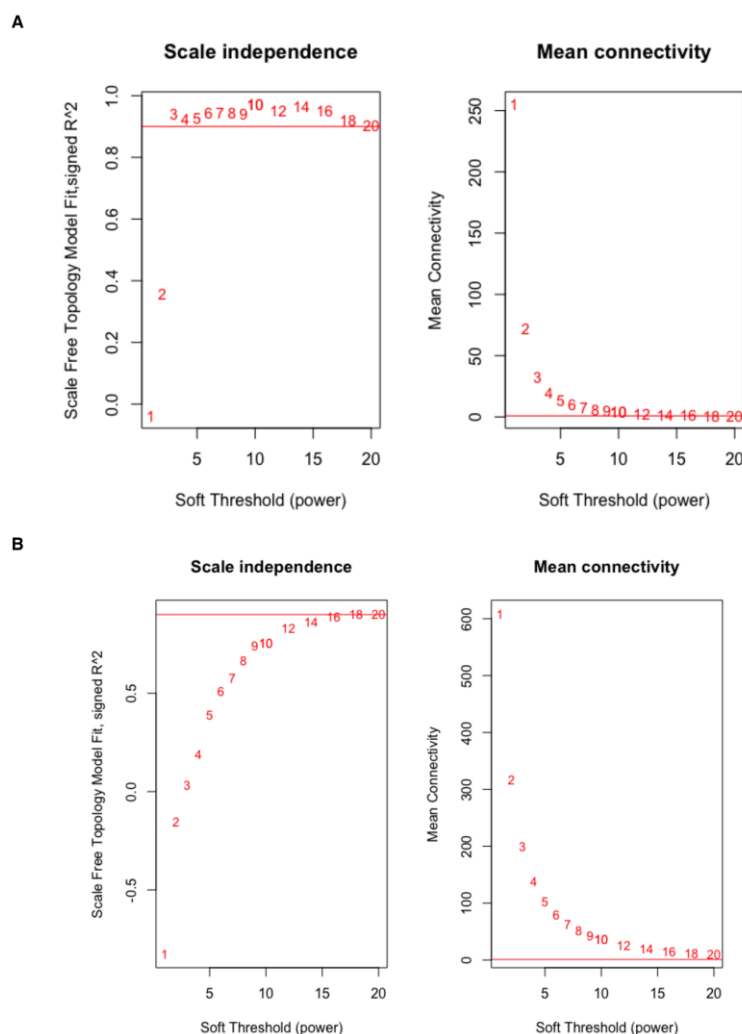 A
Scale independence
Mean connectivity
Scale Free Topology Model Fit,signed R^2
1.0
0.8
0.6
0.4
0.2
0.0
1
2
3 4 5 6 7 8 9 10 12 14 16 18 20
5 10 15 20
Soft Threshold (power)
Mean Connectivity
250
200
150
100
50
0
1
2
3
4
5 6 7 8 9 10 12 14 16 18 20
5 10 15 20
Soft Threshold (power)
B
Scale independence
Mean connectivity
Scale Free Topology Model Fit, signed R^2
0.5
0.0
-0.5
1
2
3
4
5
6
7
8
9 10
12 14 16 18 20
5 10 15 20
Soft Threshold (power)
Mean Connectivity
600
500
400
300
200
100
0
1
2
3
4
5
6 7 8 9 10 12 14 16 18 20
5 10 15 20
Soft Threshold (power)